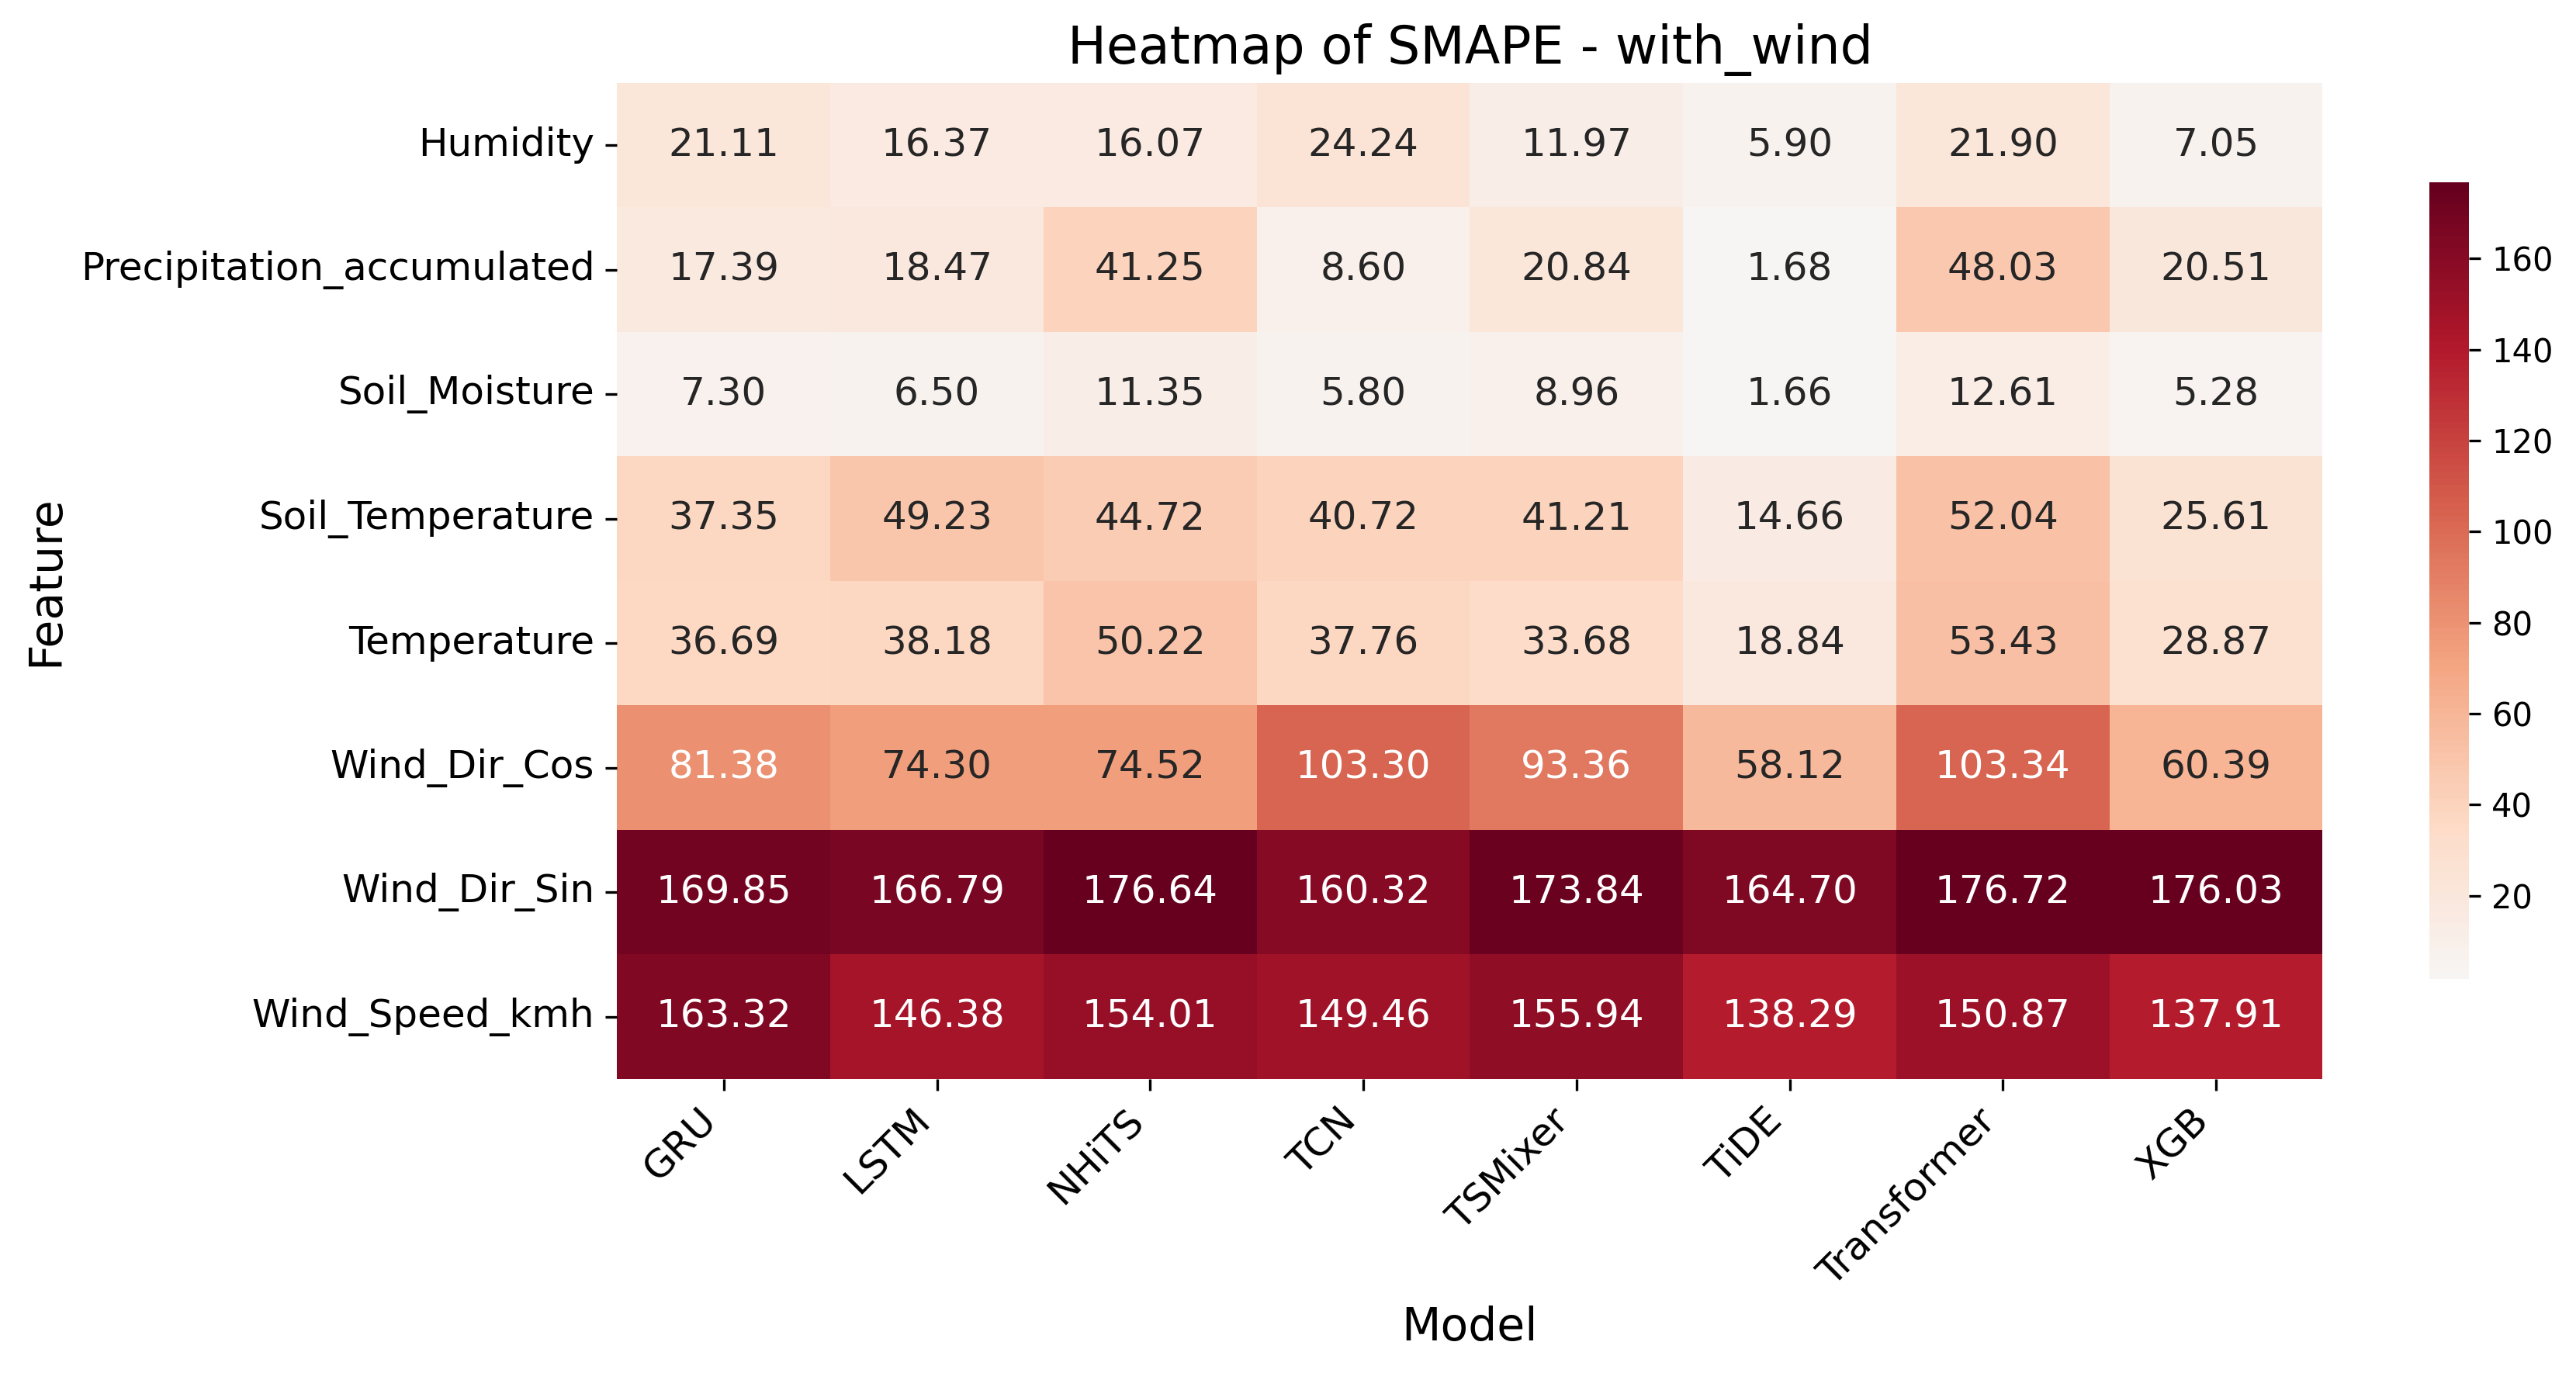 Heatmap of SMAPE - with_wind
Feature
Humidity 21.11 16.37 16.07 24.24 11.97 5.90 21.90 7.05
Precipitation_accumulated 17.39 18.47 41.25 8.60 20.84 1.68 48.03 20.51
Soil_Moisture 7.30 6.50 11.35 5.80 8.96 1.66 12.61 5.28
Soil_Temperature 37.35 49.23 44.72 40.72 41.21 14.66 52.04 25.61
Temperature 36.69 38.18 50.22 37.76 33.68 18.84 53.43 28.87
Wind_Dir_Cos 81.38 74.30 74.52 103.30 93.36 58.12 103.34 60.39
Wind_Dir_Sin 169.85 166.79 176.64 160.32 173.84 164.70 176.72 176.03
Wind_Speed_kmh 163.32 146.38 154.01 149.46 155.94 138.29 150.87 137.91
GRU LSTM NHiTS TCN TSMixer TiDE Transformer XGB
Model
160
140
120
100
80
60
40
20